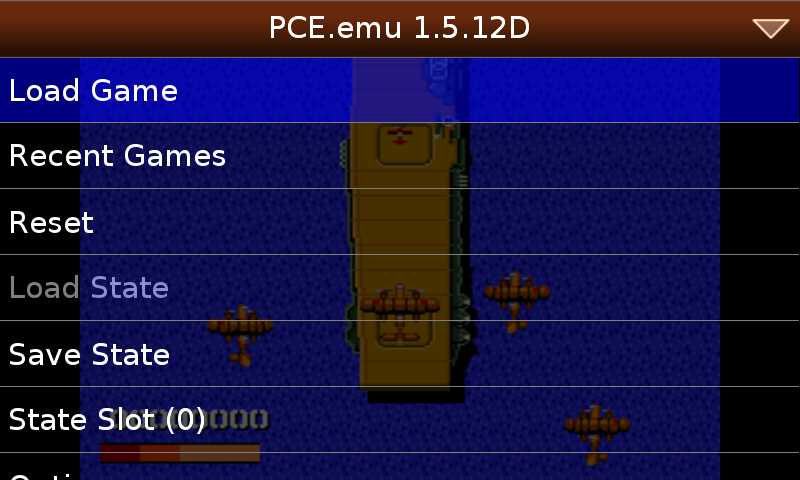 PCE.emu 1.5.12D
Load Game
Recent Games
Reset
Load State
Save State
State Slot (0)